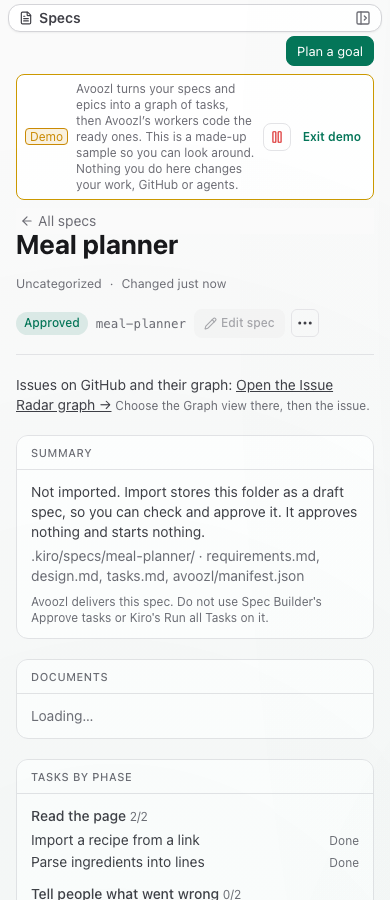 Specs
Plan a goal
Demo
Avoozl turns your specs and
epics into a graph of tasks,
then Avoozl's workers code the
ready ones. This is a made-up
sample so you can look around.
Nothing you do here changes
your work, GitHub or agents.
Exit demo
← All specs
Meal planner
Uncategorized · Changed just now
Approved meal-planner Edit spec
Issues on GitHub and their graph: Open the Issue
Radar graph → Choose the Graph view there, then the issue.
SUMMARY
Not imported. Import stores this folder as a draft
spec, so you can check and approve it. It approves
nothing and starts nothing.
.kiro/specs/meal-planner/ · requirements.md,
design.md, tasks.md, avoozl/manifest.json
Avoozl delivers this spec. Do not use Spec Builder's
Approve tasks or Kiro's Run all Tasks on it.
DOCUMENTS
Loading…
TASKS BY PHASE
Read the page 2/2
Import a recipe from a link Done
Parse ingredients into lines Done
Tell people what went wrong 0/2